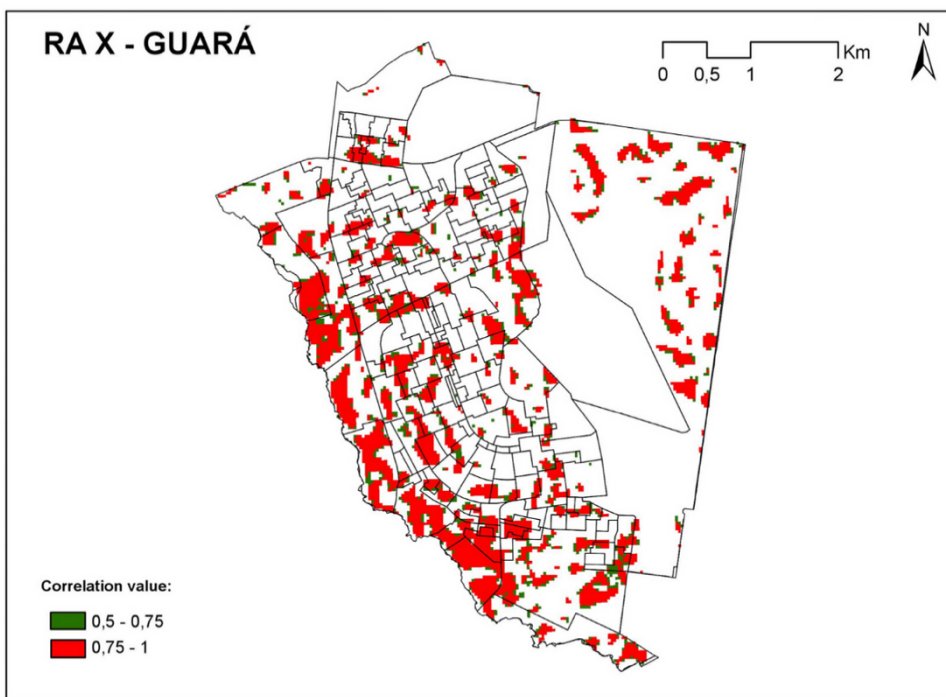 RA X - GUARÁ
N
Km
0 0,5 1 2
Correlation value:
0,5 - 0,75
0,75 - 1